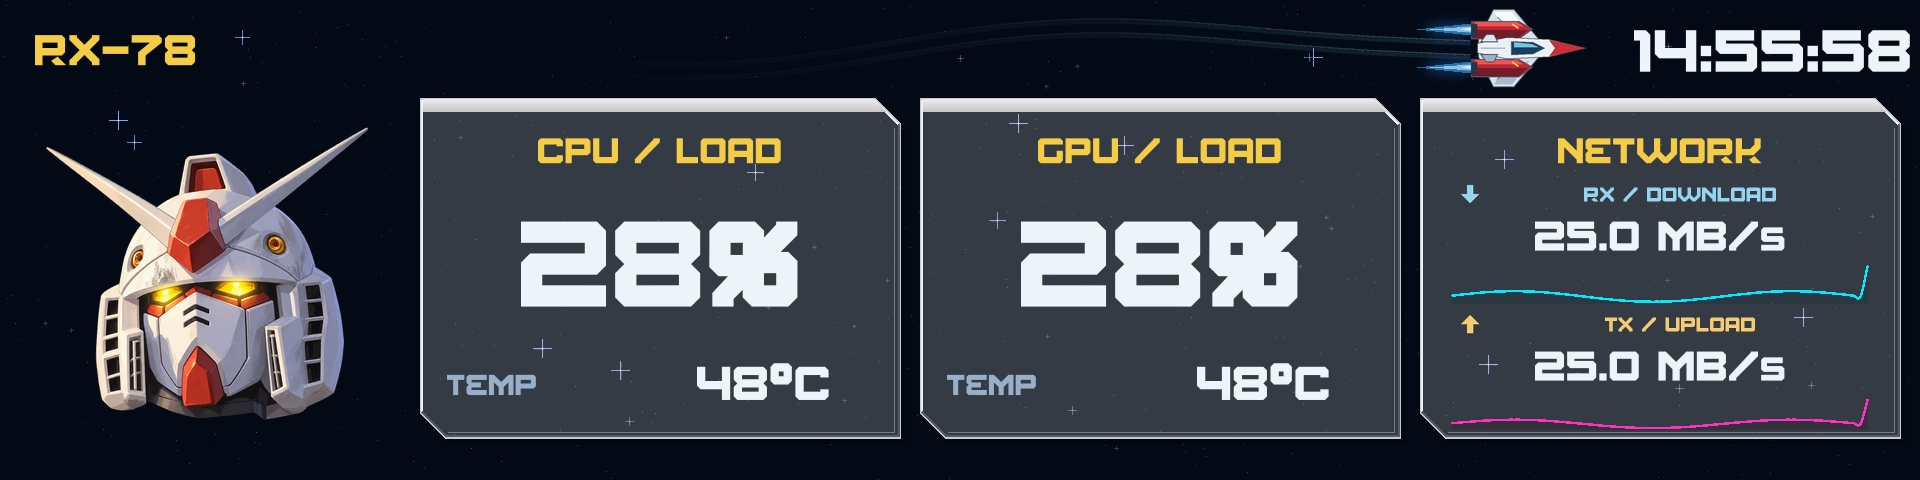 RX-78
14:55:58
CPU / LOAD
28%
TEMP 48°C
GPU / LOAD
28%
TEMP 48°C
NETWORK
RX / DOWNLOAD
25.0 MB/s
TX / UPLOAD
25.0 MB/s